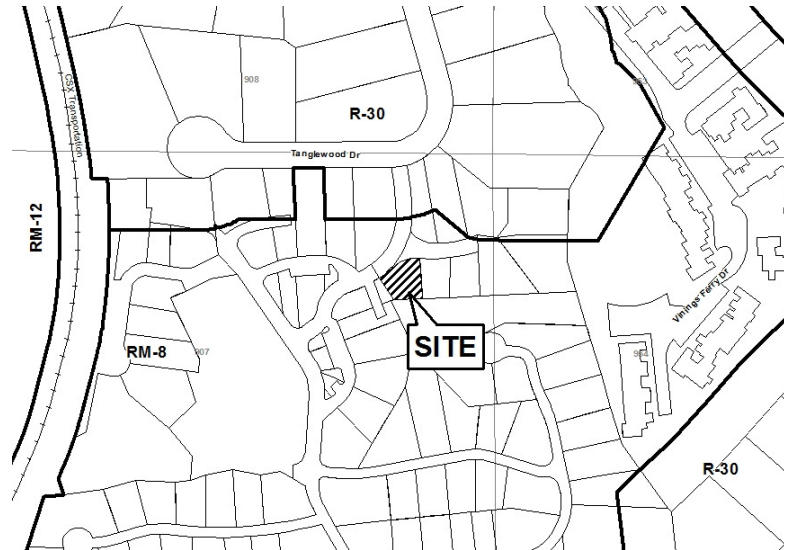 908
R-30
CSX Transportation
Tanglewood Dr
RM-12
Vinings Ferry Dr
SITE
RM-8
907
R-30